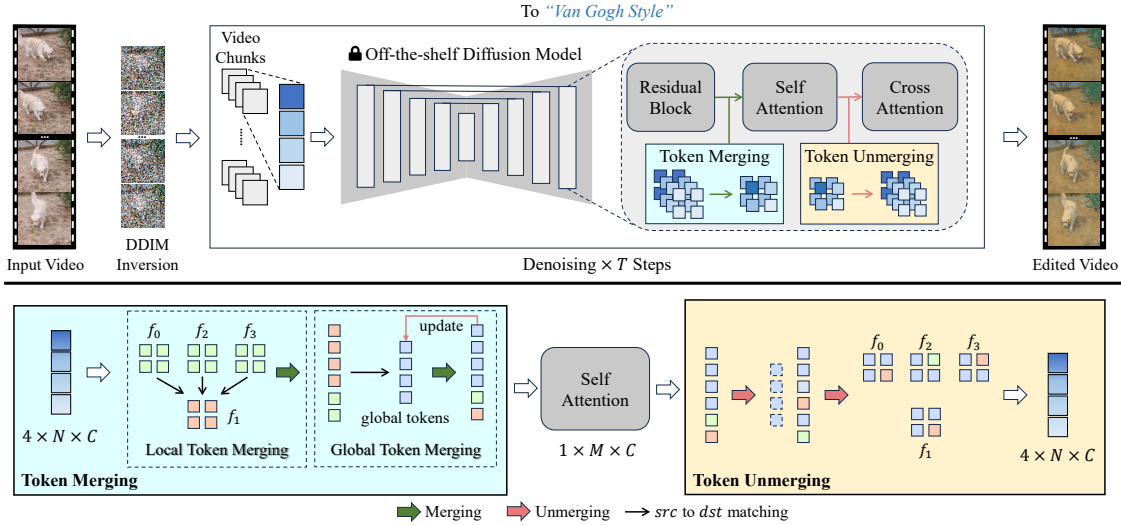 To “Van Gogh Style”
Video
Chunks
Off-the-shelf Diffusion Model
Residual
Block
Self
Attention
Cross
Attention
Token Merging
Token Unmerging
...
......
...
Input Video
DDIM
Inversion
Denoising × T Steps
Edited Video
f0
f2
f3
f1
4 × N × C
Local Token Merging
update
global tokens
Global Token Merging
Token Merging
Self
Attention
1 × M × C
f0
f2
f3
f1
4 × N × C
Token Unmerging
Merging
Unmerging
src to dst matching